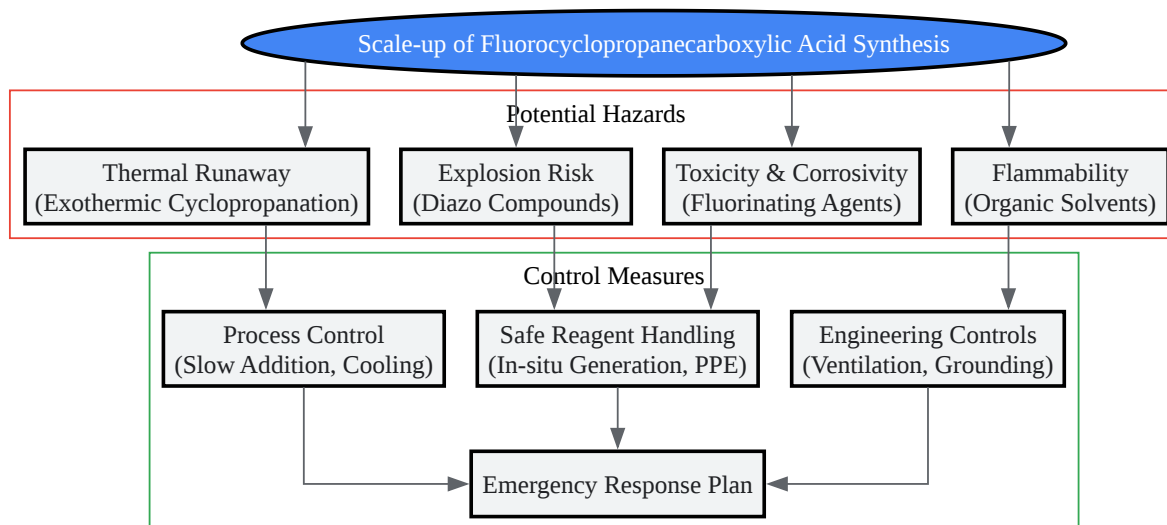 Scale-up of Fluorocyclopropanecarboxylic Acid Synthesis
Potential Hazards
Thermal Runaway
(Exothermic Cyclopropanation)
Explosion Risk
(Diazo Compounds)
Toxicity & Corrosivity
(Fluorinating Agents)
Flammability
(Organic Solvents)
Control Measures
Process Control
(Slow Addition, Cooling)
Safe Reagent Handling
(In-situ Generation, PPE)
Engineering Controls
(Ventilation, Grounding)
Emergency Response Plan